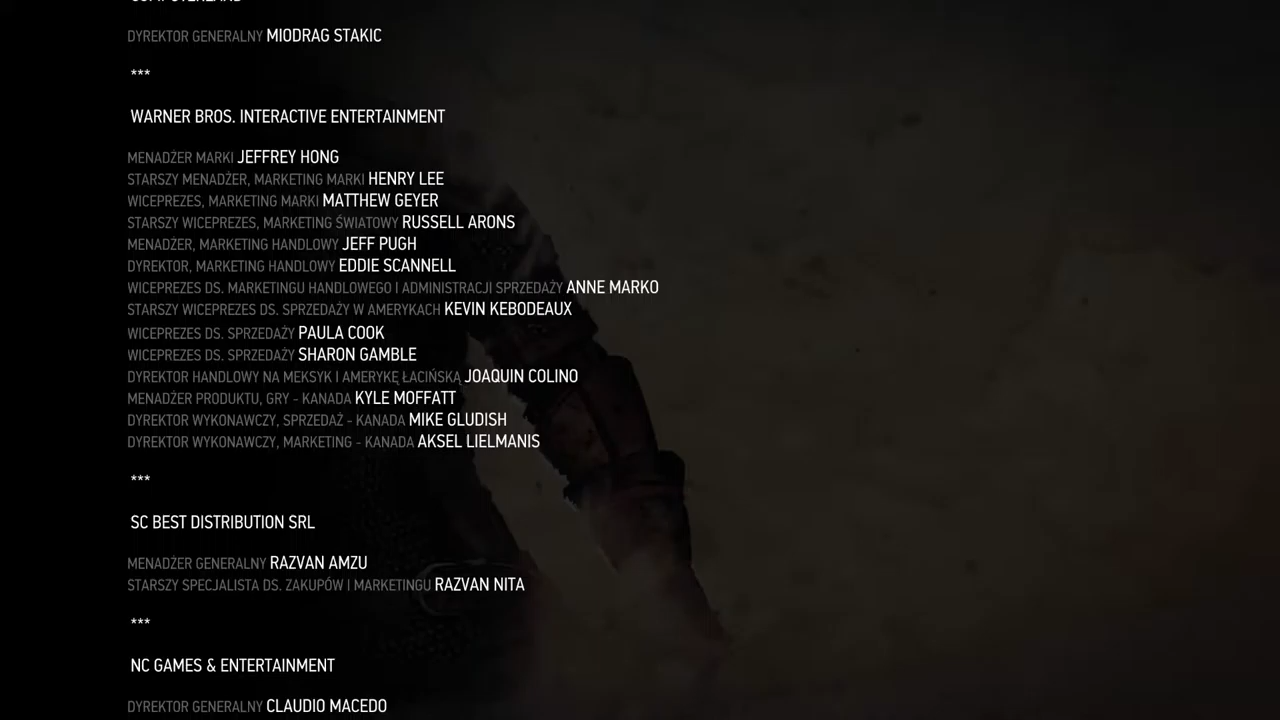 DYREKTOR GENERALNY MIODRAG STAKIC
***
WARNER BROS. INTERACTIVE ENTERTAINMENT
MENADŻER MARKI JEFFREY HONG
STARSZY MENADŻER, MARKETING MARKI HENRY LEE
WICEPREZES, MARKETING MARKI MATTHEW GEYER
STARSZY WICEPREZES, MARKETING ŚWIATOWY RUSSELL ARONS
MENADŻER, MARKETING HANDLOWY JEFF PUGH
DYREKTOR, MARKETING HANDLOWY EDDIE SCANNELL
WICEPREZES DS. MARKETINGU HANDLOWEGO I ADMINISTRACJI SPRZEDAŻY ANNE MARKO
STARSZY WICEPREZES DS. SPRZEDAŻY W AMERYKACH KEVIN KEBODEAUX
WICEPREZES DS. SPRZEDAŻY PAULA COOK
WICEPREZES DS. SPRZEDAŻY SHARON GAMBLE
DYREKTOR HANDLOWY NA MEKSYK I AMERYKĘ ŁACIŃSKĄ JOAQUIN COLINO
MENADŻER PRODUKTU, GRY - KANADA KYLE MOFFATT
DYREKTOR WYKONAWCZY, SPRZEDAŻ - KANADA MIKE GLUDISH
DYREKTOR WYKONAWCZY, MARKETING - KANADA AKSEL LIELMANIS
***
SC BEST DISTRIBUTION SRL
MENADŻER GENERALNY RAZVAN AMZU
STARSZY SPECJALISTA DS. ZAKUPÓW I MARKETINGU RAZVAN NITA
***
NC GAMES & ENTERTAINMENT
DYREKTOR GENERALNY CLAUDIO MACEDO